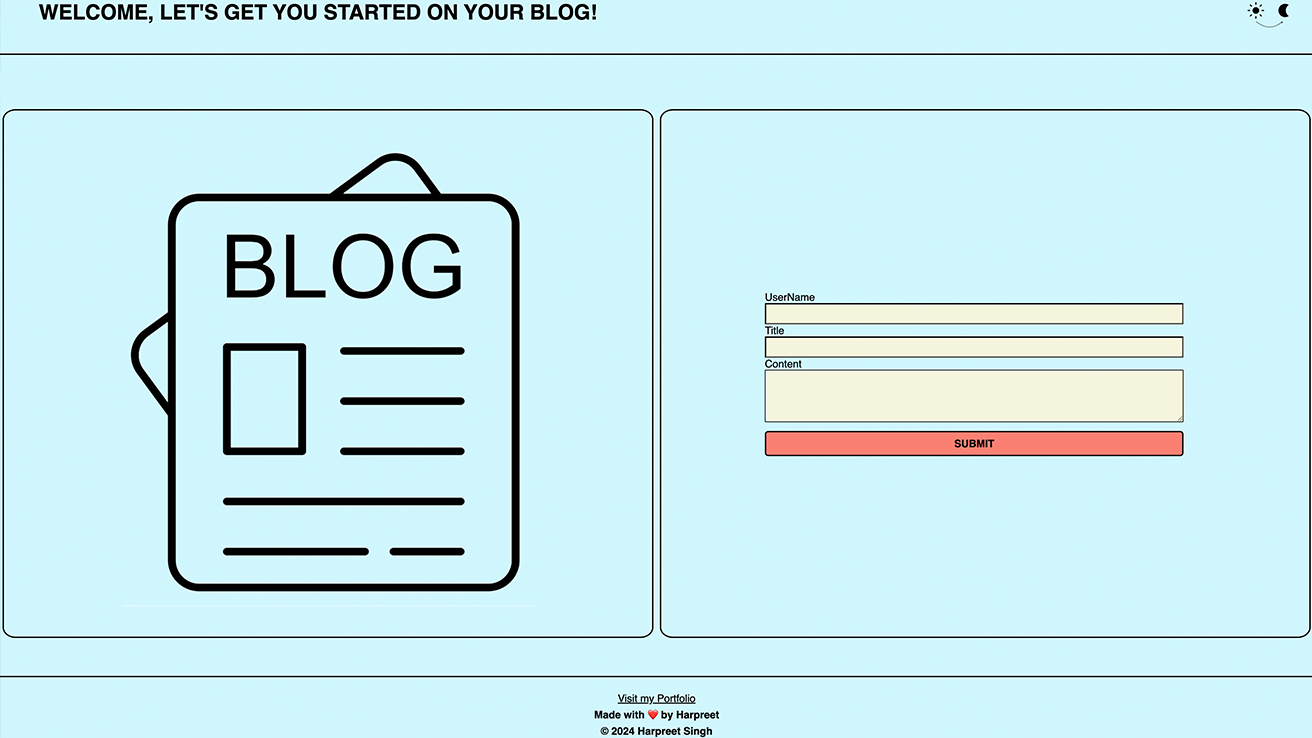 WELCOME, LET'S GET YOU STARTED ON YOUR BLOG!
BLOG
UserName
Title
Content
SUBMIT
Visit my Portfolio
Made with ❤️ by Harpreet
© 2024 Harpreet Singh